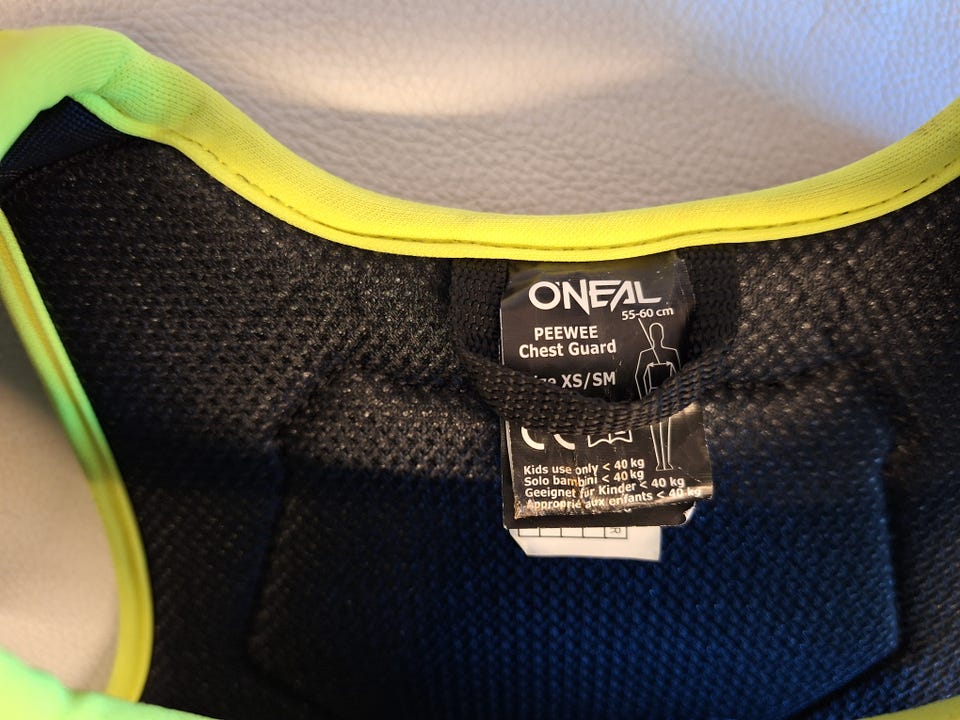 O'NEAL
55-60 cm
PEEWEE
Chest Guard
XS/SM
CE
Kids use only < 40 kg
Solo bambini < 40 kg
Geeignet für Kinder < 40 kg
Approprié aux enfants < 40 kg